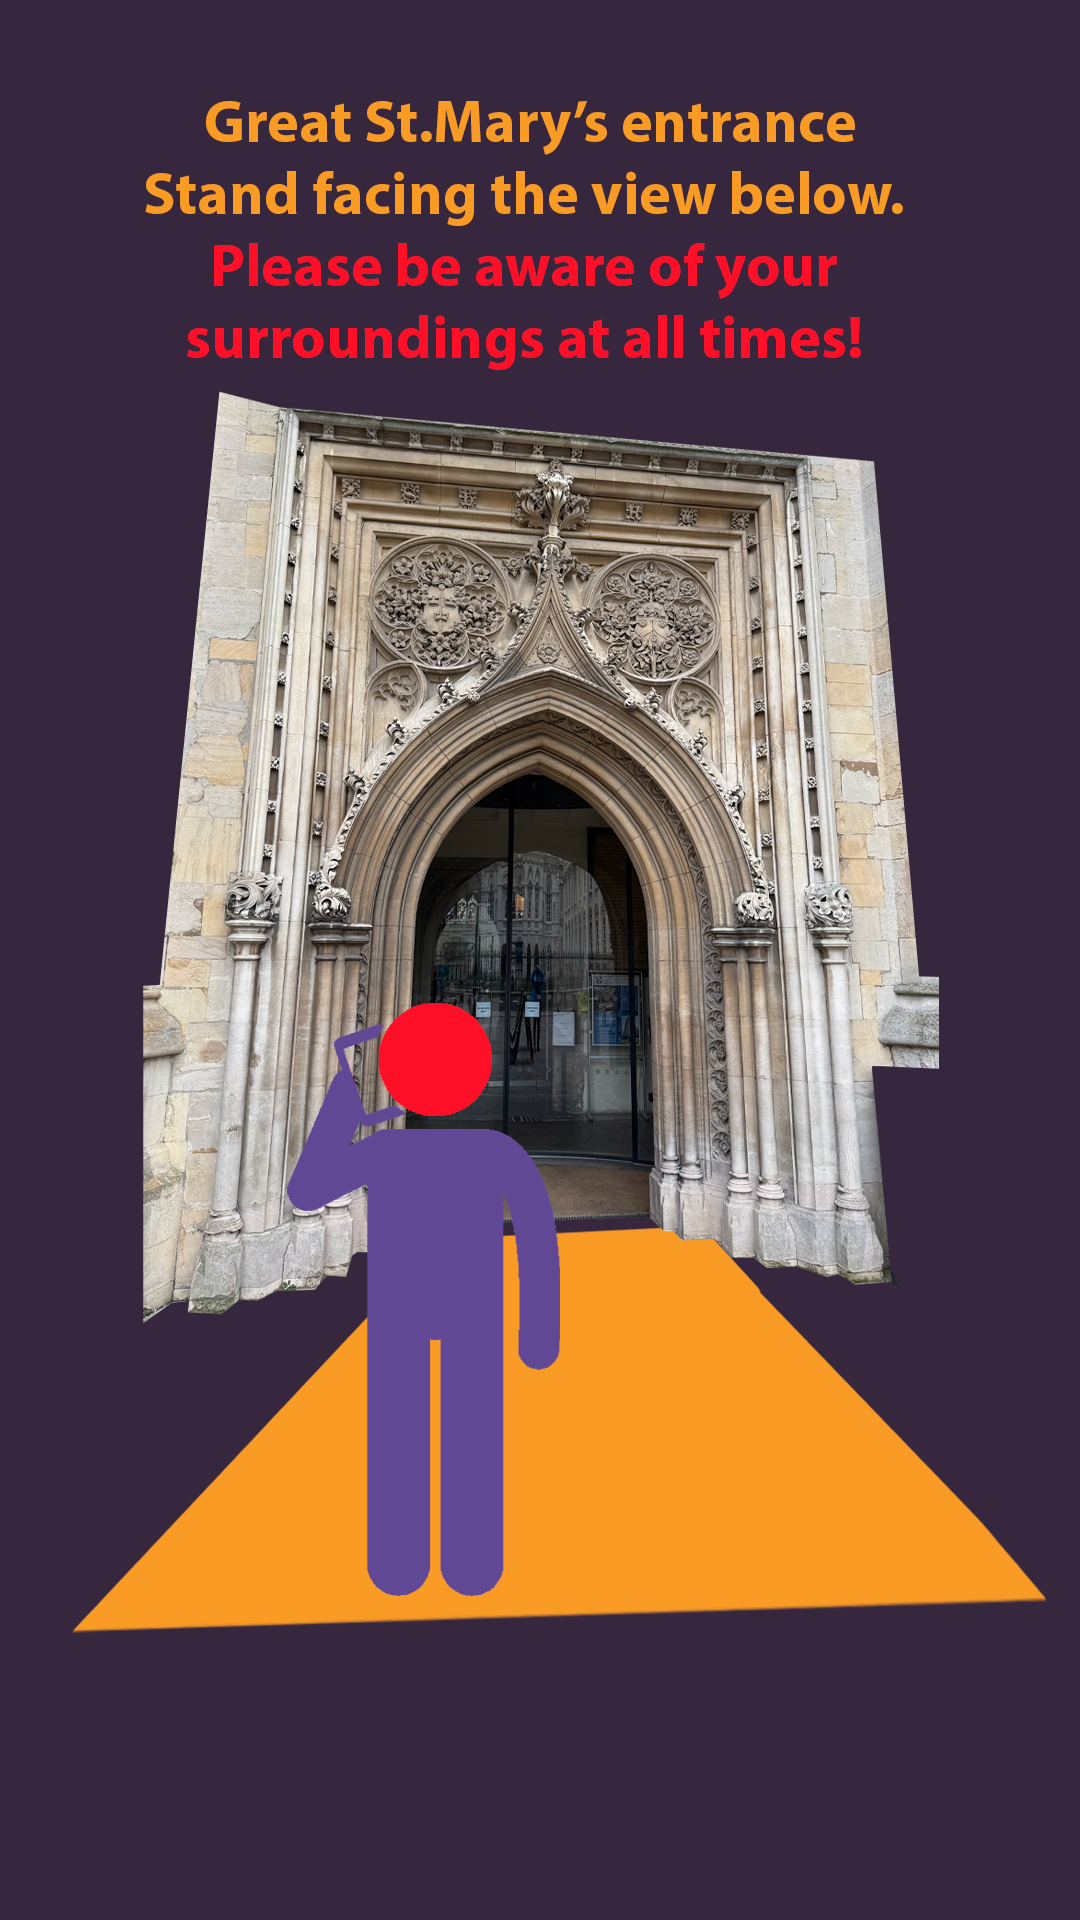 Great St.Mary’s entrance
Stand facing the view below.
Please be aware of your
surroundings at all times!